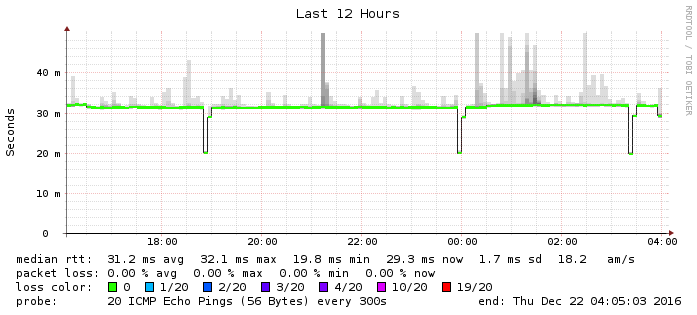 Last 12 Hours
RRDTOOL / TOBI OETIKER
Seconds
40 m
30 m
20 m
10 m
0
18:00 20:00 22:00 00:00 02:00 04:00
median rtt: 31.2 ms avg 32.1 ms max 19.8 ms min 29.3 ms now 1.7 ms sd 18.2 am/s
packet loss: 0.00 % avg 0.00 % max 0.00 % min 0.00 % now
loss color: 0 1/20 2/20 3/20 4/20 10/20 19/20
probe: 20 ICMP Echo Pings (56 Bytes) every 300s end: Thu Dec 22 04:05:03 2016